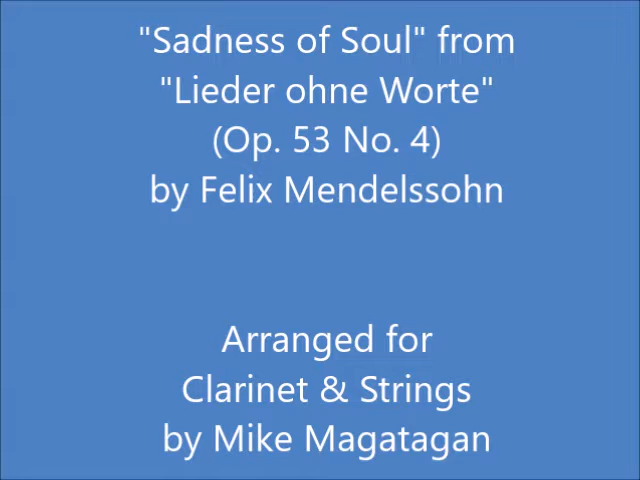 "Sadness of Soul" from
"Lieder ohne Worte"
(Op. 53 No. 4)
by Felix Mendelssohn
Arranged for
Clarinet & Strings
by Mike Magatagan